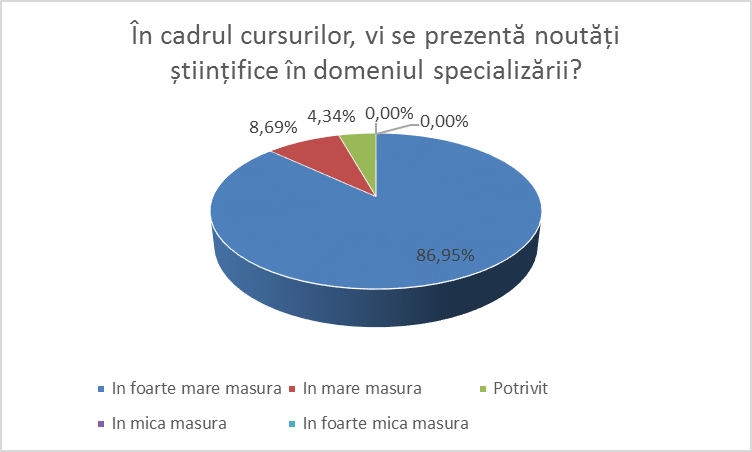 În cadrul cursurilor, vi se prezentă noutăți
științifice în domeniul specializării?
8,69%
4,34%
0,00%
0,00%
86,95%
In foarte mare masura
In mare masura
Potrivit
In mica masura
In foarte mica masura